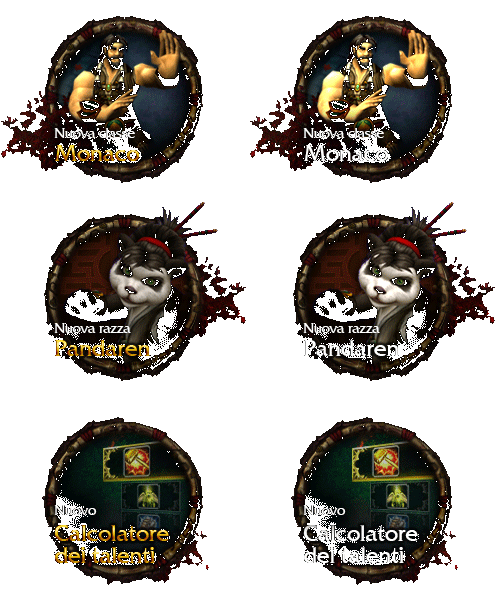 Nuova classe
Monaco
Nuova classe
Monaco
Nuova razza
Pandaren
Nuova razza
Pandaren
Nuovo
Calcolatore
dei talenti
Nuovo
Calcolatore
dei talenti